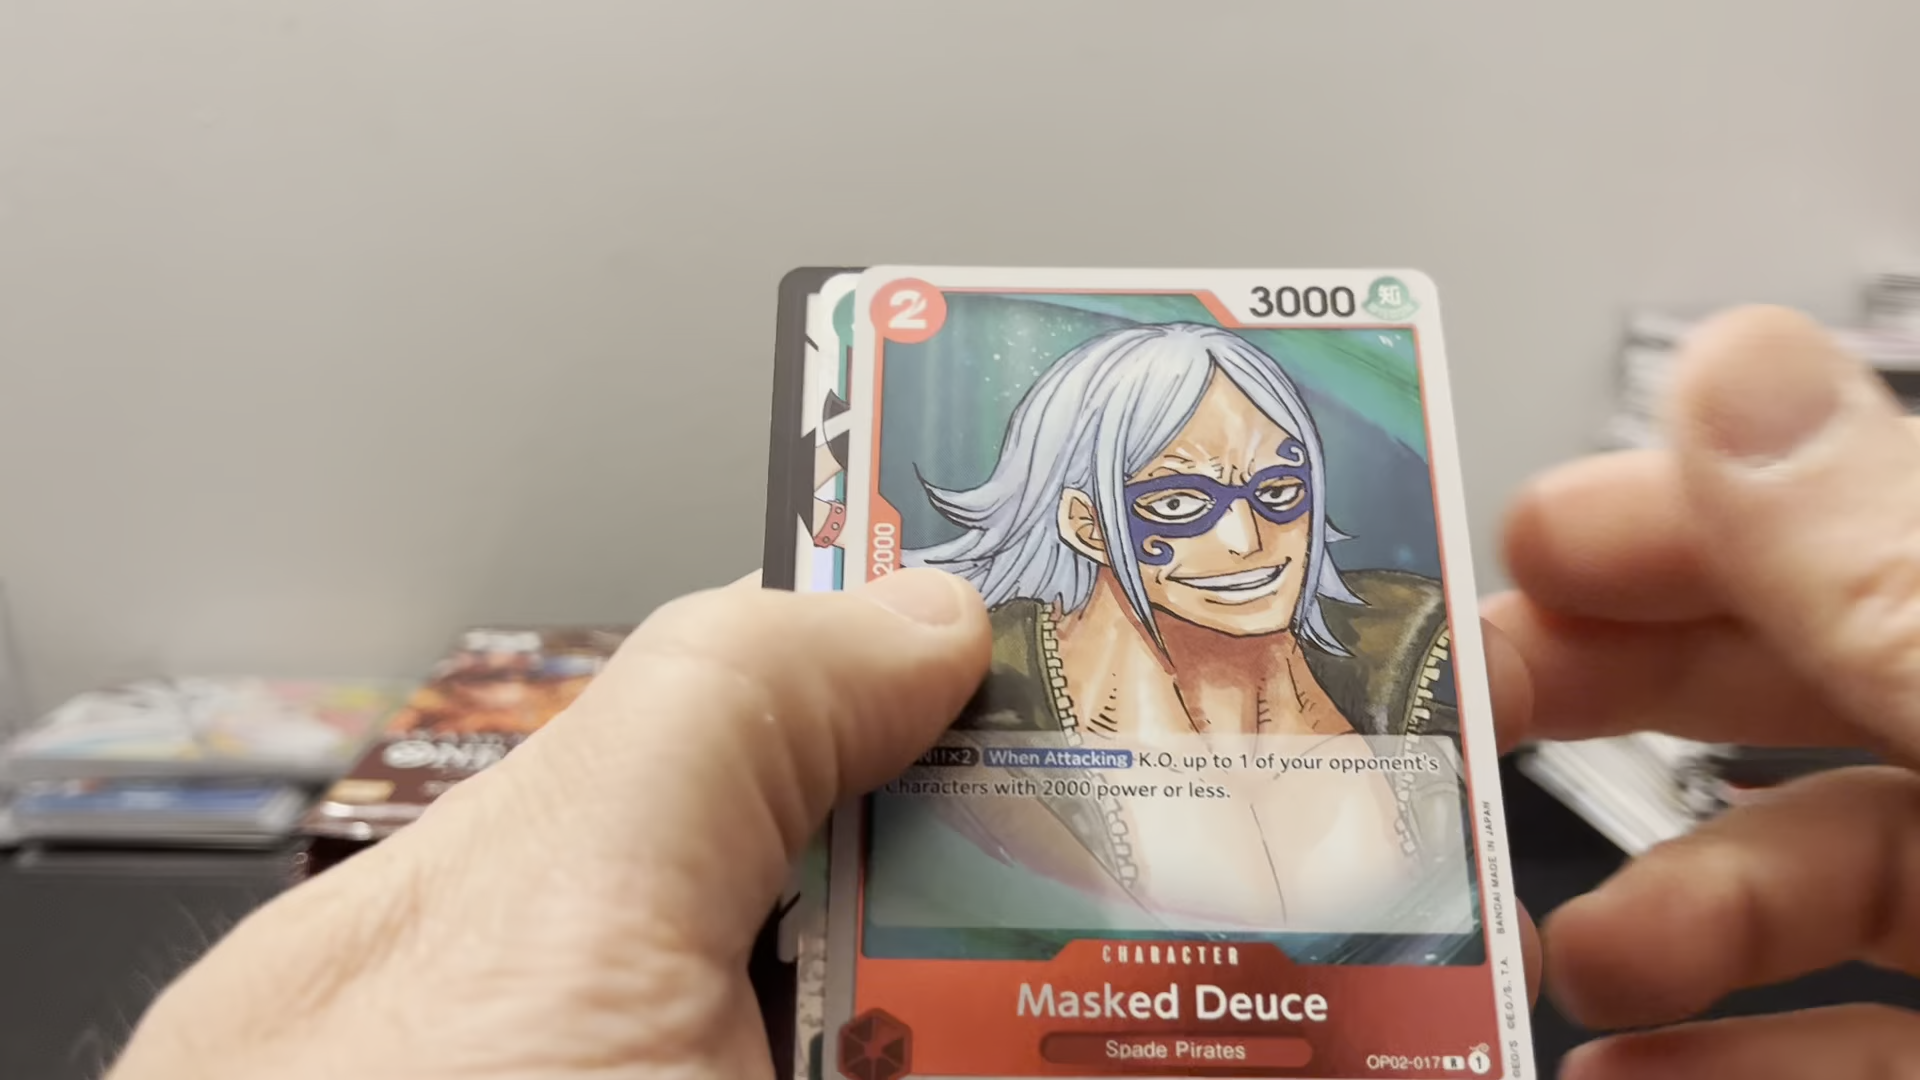 2
3000
知
2000
When Attacking K.O. up to 1 of your opponent's
Characters with 2000 power or less.
CHARACTER
Masked Deuce
Spade Pirates
OP02-017 R 1
BANDAI MADE IN JAPAN